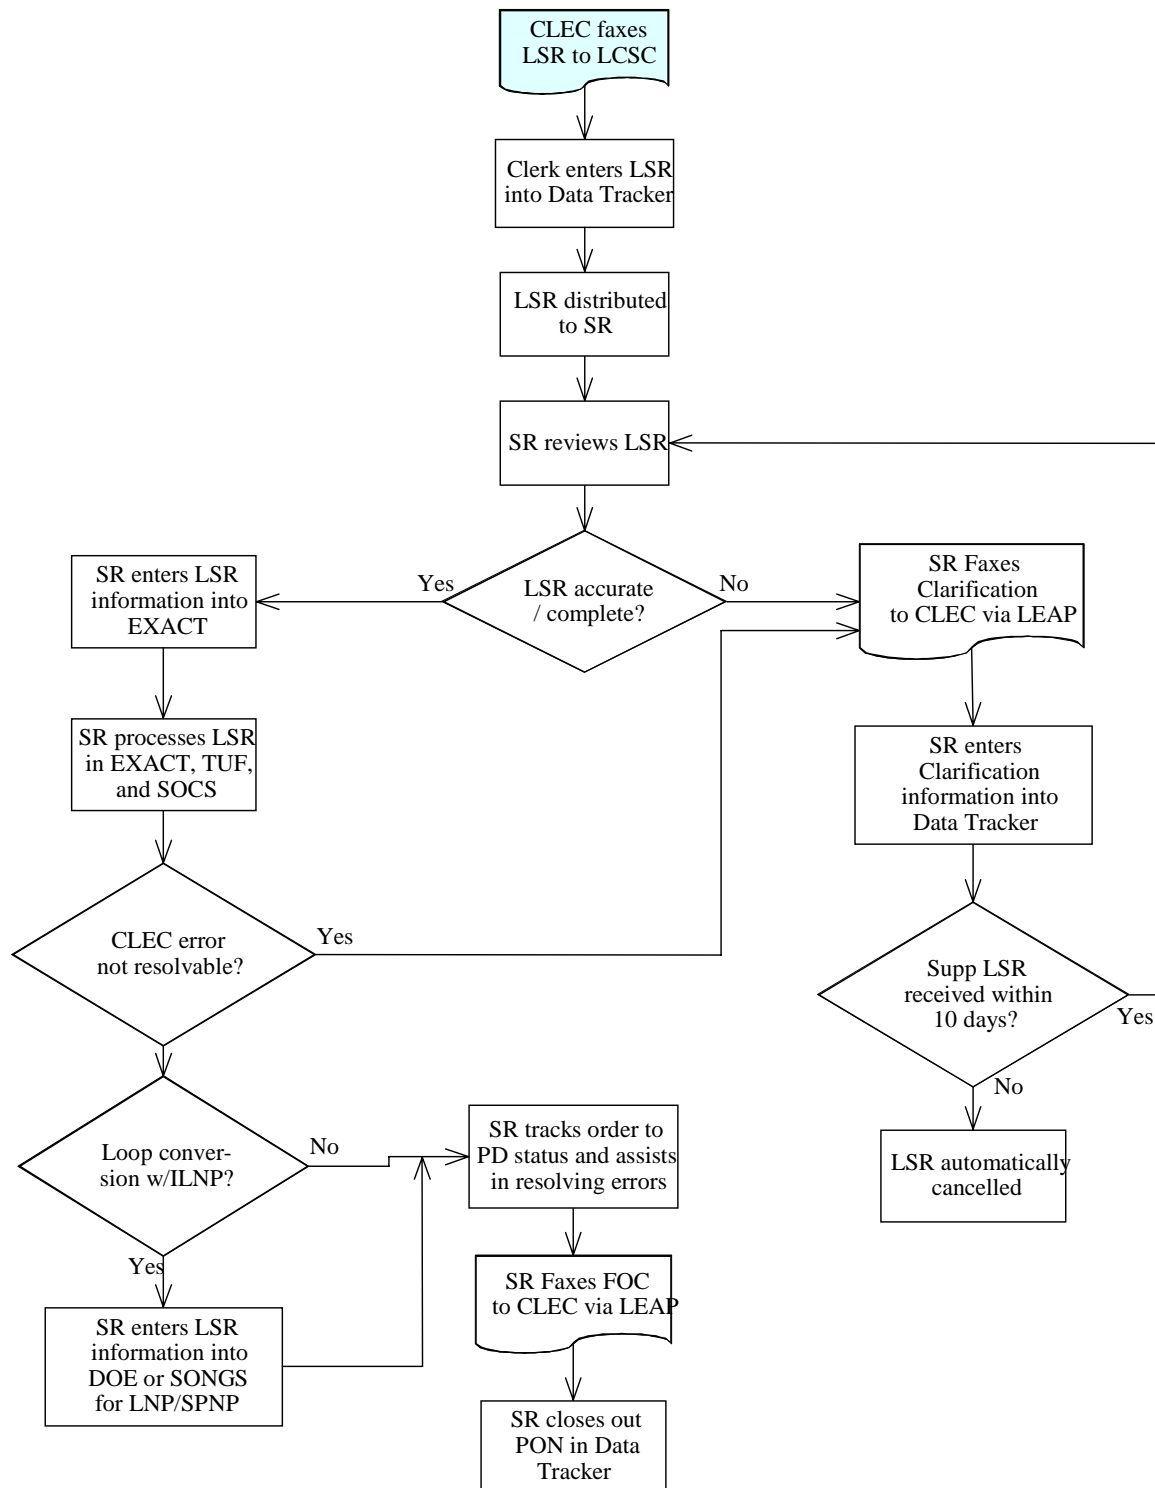 CLEC faxes
LSR to LCSC
Clerk enters LSR
into Data Tracker
LSR distributed
to SR
SR reviews LSR
LSR accurate
/ complete?
Yes
No
SR enters LSR
information into
EXACT
SR Faxes
Clarification
to CLEC via LEAP
SR processes LSR
in EXACT, TUF,
and SOCS
SR enters
Clarification
information into
Data Tracker
CLEC error
not resolvable?
Yes
Supp LSR
received within
10 days?
Yes
No
LSR automatically
cancelled
Loop conver-
sion w/ILNP?
No
Yes
SR tracks order to
PD status and assists
in resolving errors
SR enters LSR
information into
DOE or SONGS
for LNP/SPNP
SR Faxes FOC
to CLEC via LEAP
SR closes out
PON in Data
Tracker